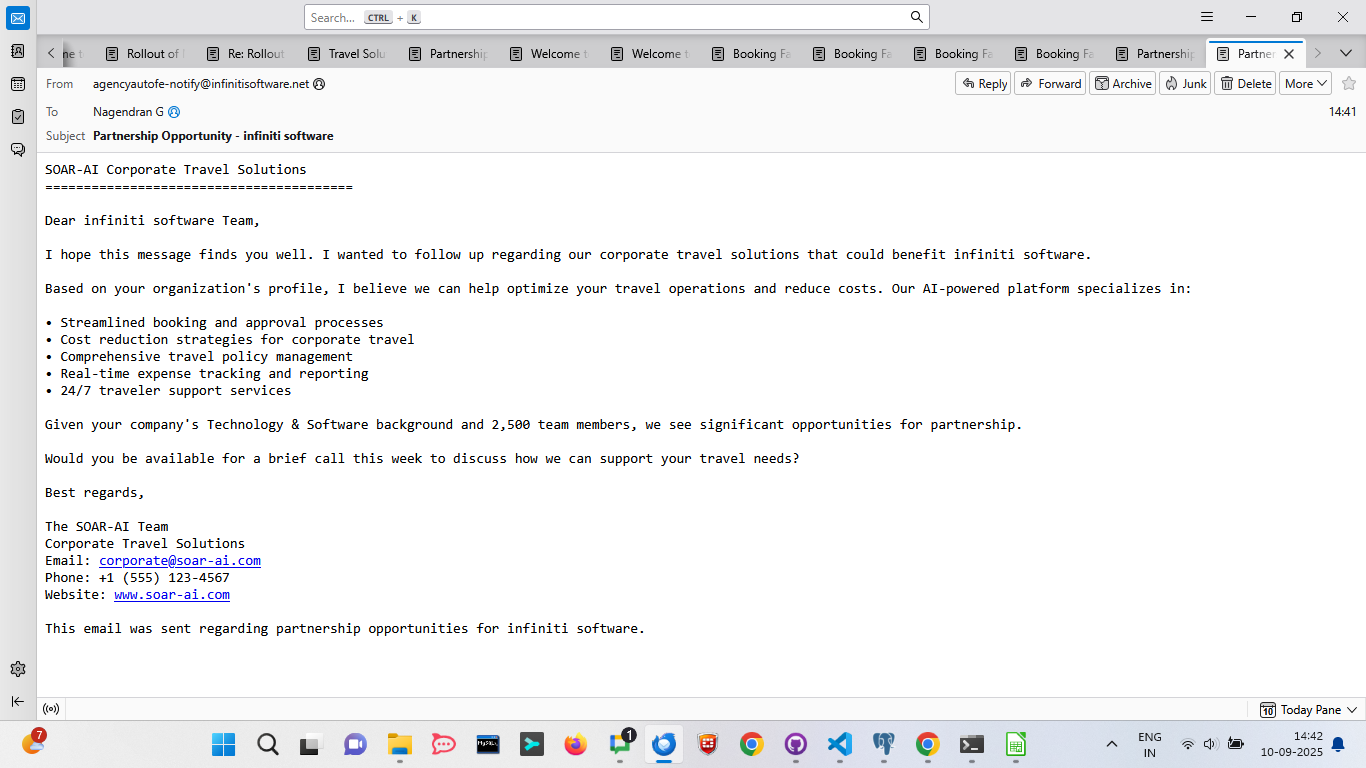 Search... CTRL + K
me t Rollout of Re: Rollout Travel Solu Partnership Welcome t Welcome t Booking Fa Booking Fa Booking Fa Booking Fa Partnership Partne
From agencyautofe-notify@infinitisoftware.net Reply Forward Archive Junk Delete More
To Nagendran G 14:41
Subject Partnership Opportunity - infiniti software
SOAR-AI Corporate Travel Solutions
========================================
Dear infiniti software Team,
I hope this message finds you well. I wanted to follow up regarding our corporate travel solutions that could benefit infiniti software.
Based on your organization's profile, I believe we can help optimize your travel operations and reduce costs. Our AI-powered platform specializes in:
• Streamlined booking and approval processes
• Cost reduction strategies for corporate travel
• Comprehensive travel policy management
• Real-time expense tracking and reporting
• 24/7 traveler support services
Given your company's Technology & Software background and 2,500 team members, we see significant opportunities for partnership.
Would you be available for a brief call this week to discuss how we can support your travel needs?
Best regards,
The SOAR-AI Team
Corporate Travel Solutions
Email: corporate@soar-ai.com
Phone: +1 (555) 123-4567
Website: www.soar-ai.com
This email was sent regarding partnership opportunities for infiniti software.
10 Today Pane
7 MySQL 1 ENG 14:42
IN 10-09-2025